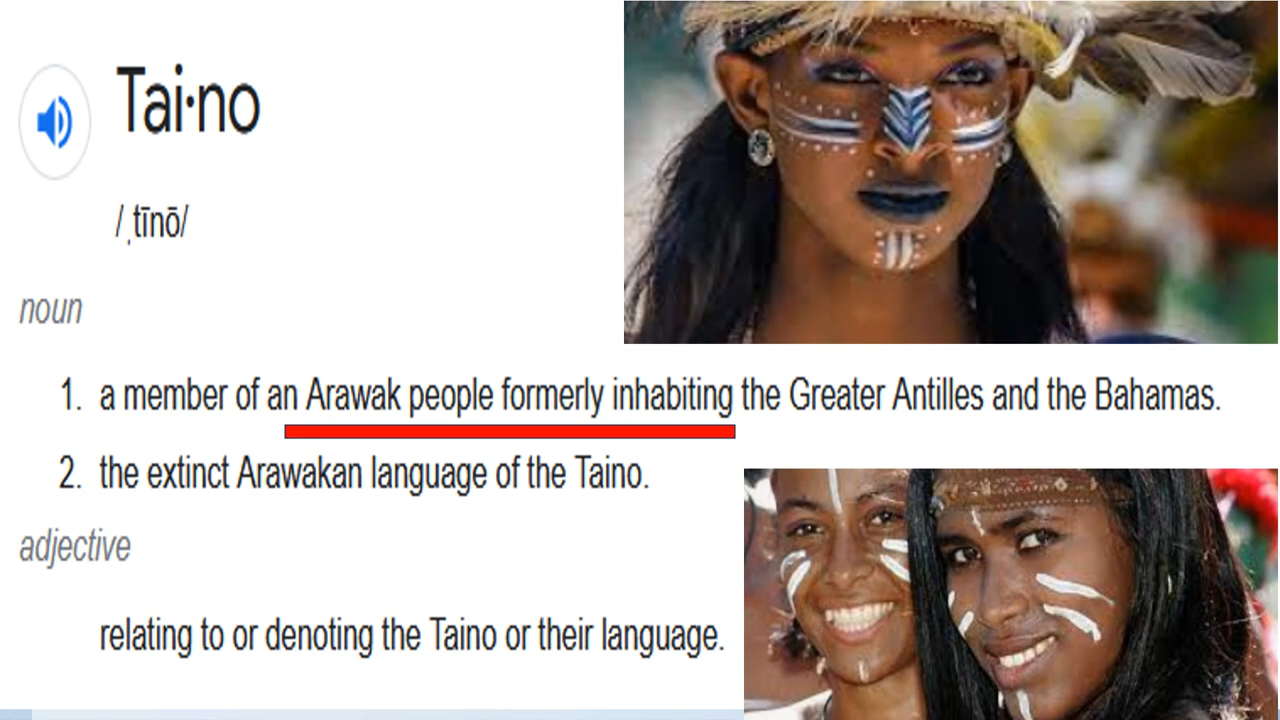 Tai·no
/ˌtīnō/
noun
1. a member of an Arawak people formerly inhabiting the Greater Antilles and the Bahamas.
2. the extinct Arawakan language of the Taino.
adjective
relating to or denoting the Taino or their language.